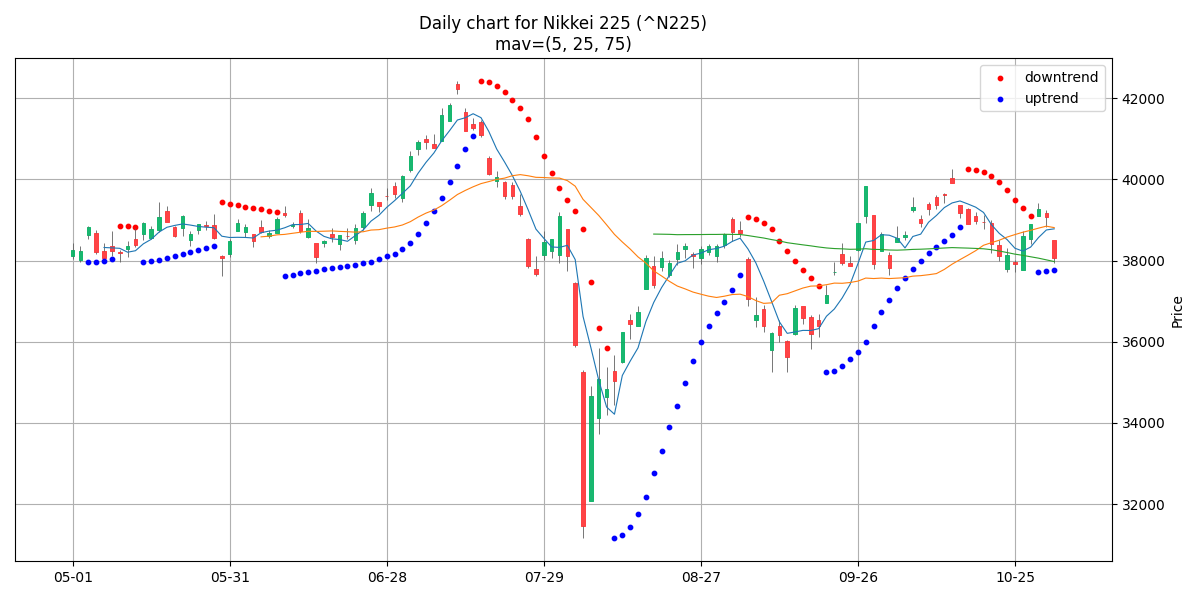 Daily chart for Nikkei 225 (^N225)
mav=(5, 25, 75)
downtrend
uptrend
42000
40000
38000
36000
34000
32000
Price
05-01
05-31
06-28
07-29
08-27
09-26
10-25